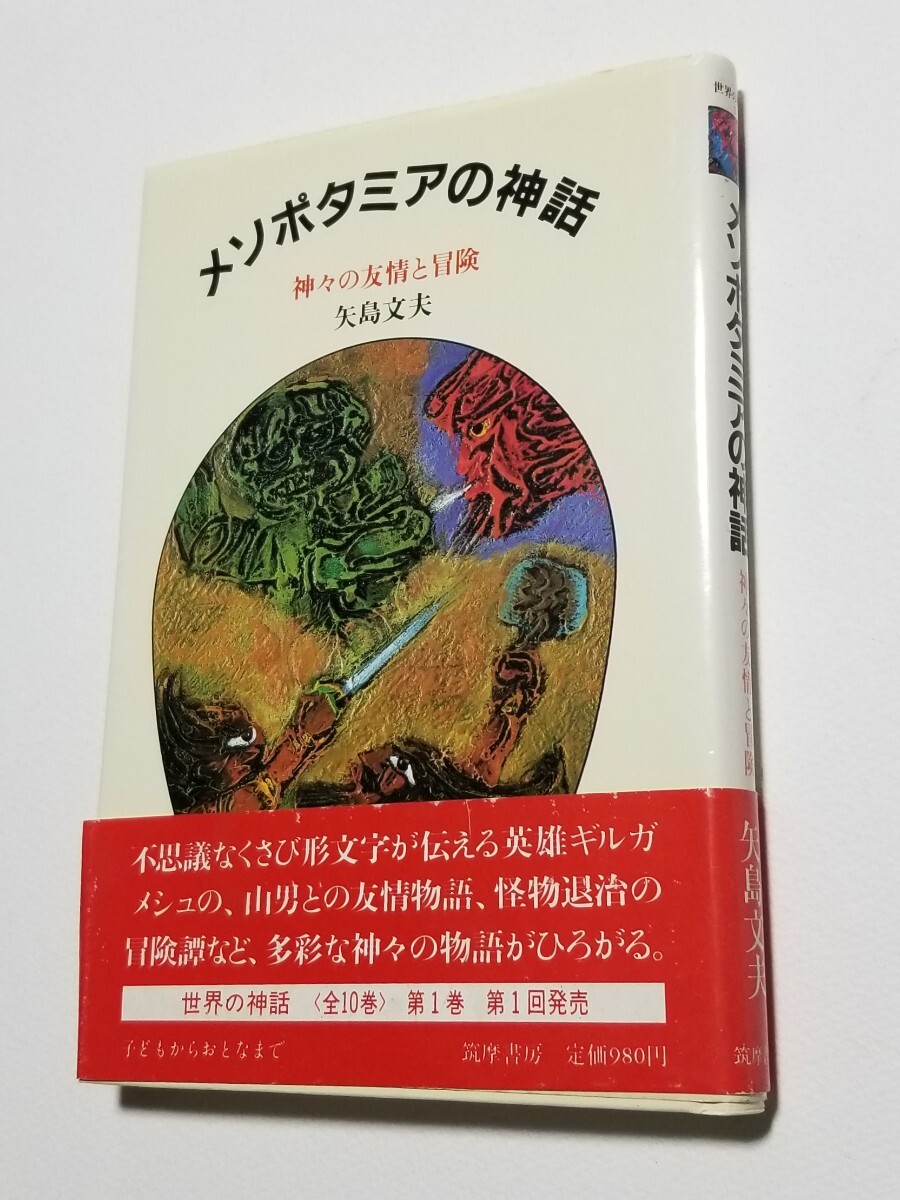 メソポタミアの神話
神々の友情と冒険
矢島文夫
不思議なくさび形文字が伝える英雄ギルガ
メシュの、山男との友情物語、怪物退治の
冒険譚など、多彩な神々の物語がひろがる。
世界の神話 〈全10巻〉 第1巻 第1回発売
子どもからおとなまで
筑摩書房 定価980円
世界
メソポタミアの神話
神々の友情と冒険
矢島文夫
筑摩